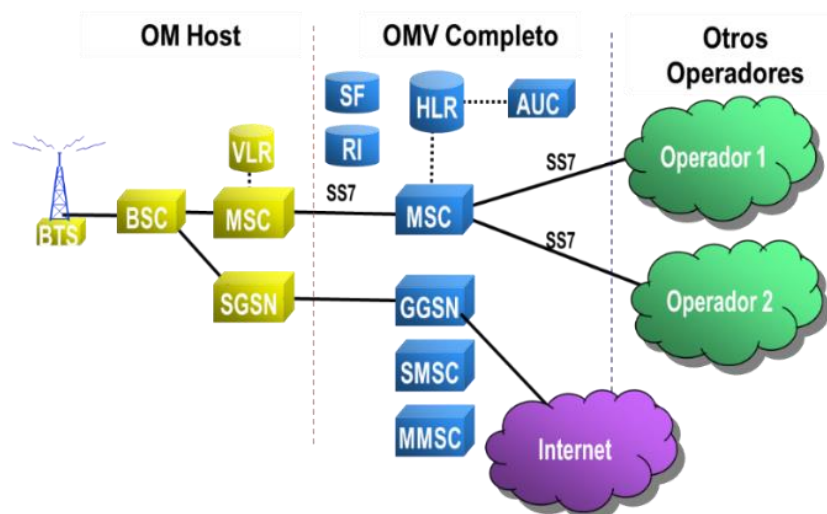 OM Host
OMV Completo
Otros
Operadores
SF
HLR
AUC
VLR
RI
SS7
Operador 1
BTS
BSC
MSC
SS7
MSC
SS7
SGSN
GGSN
Operador 2
SMSC
MMSC
Internet